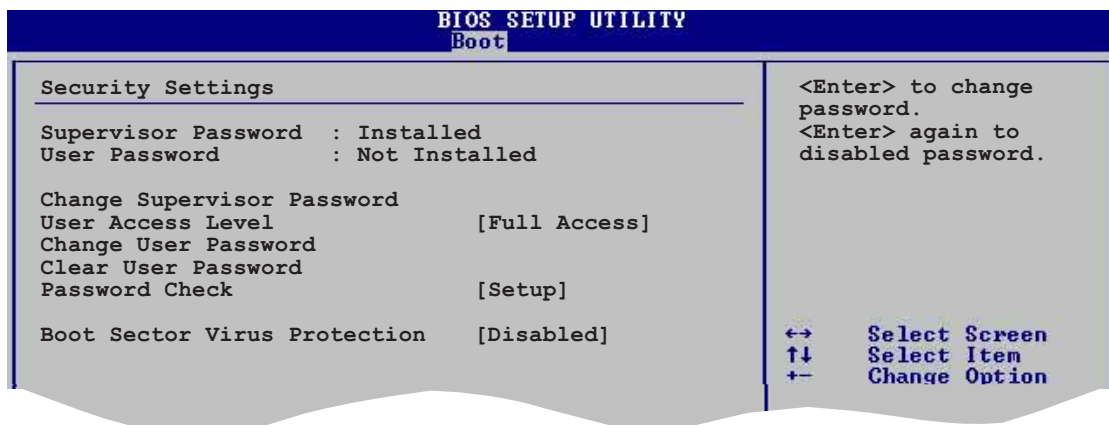 BIOS SETUP UTILITY
Boot
Security Settings
Supervisor Password : Installed
User Password : Not Installed
Change Supervisor Password
User Access Level [Full Access]
Change User Password
Clear User Password
Password Check [Setup]
Boot Sector Virus Protection [Disabled]
<Enter> to change
password.
<Enter> again to
disabled password.
←→ Select Screen
↑↓ Select Item
+- Change Option